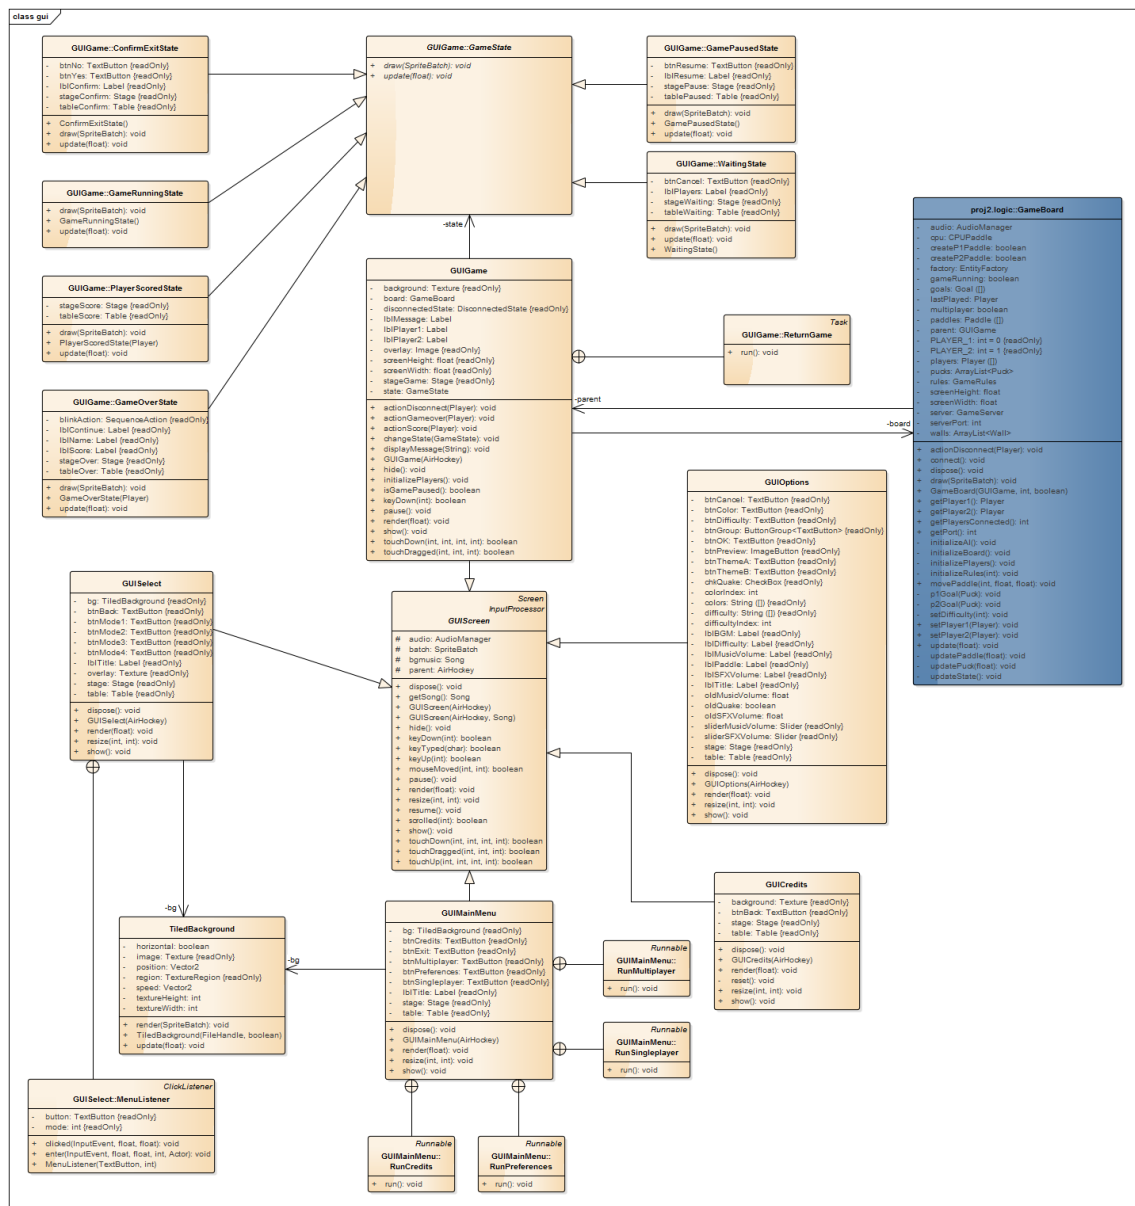 class gui
GUIGame::ConfirmExitState
- btnNo: TextButton {readOnly}
- btnYes: TextButton {readOnly}
- lblConfirm: Label {readOnly}
- stageConfirm: Stage {readOnly}
- tableConfirm: Table {readOnly}
+ ConfirmExitState()
+ draw(SpriteBatch): void
+ update(float): void
GUIGame::GameState
+ draw(SpriteBatch): void
+ update(float): void
GUIGame::GamePausedState
- btnResume: TextButton {readOnly}
- lblResume: Label {readOnly}
- stagePause: Stage {readOnly}
- tablePaused: Table {readOnly}
+ draw(SpriteBatch): void
+ GamePausedState()
+ update(float): void
GUIGame::WaitingState
- btnCancel: TextButton {readOnly}
- lblPlayers: Label {readOnly}
- stageWaiting: Stage {readOnly}
- tableWaiting: Table {readOnly}
+ draw(SpriteBatch): void
+ update(float): void
+ WaitingState()
GUIGame::GameRunningState
+ draw(SpriteBatch): void
+ GameRunningState()
+ update(float): void
GUIGame::PlayerScoredState
- stageScore: Stage {readOnly}
- tableScore: Table {readOnly}
+ draw(SpriteBatch): void
+ PlayerScoredState(Player)
+ update(float): void
GUIGame::GameOverState
- blinkAction: SequenceAction {readOnly}
- lblContinue: Label {readOnly}
- lblName: Label {readOnly}
- lblScore: Label {readOnly}
- stageOver: Stage {readOnly}
- tableOver: Table {readOnly}
+ draw(SpriteBatch): void
+ GameOverState(Player)
+ update(float): void
-state
GUIGame
- background: Texture {readOnly}
- board: GameBoard
- disconnectedState: DisconnectedState {readOnly}
- lblMessage: Label
- lblPlayer1: Label
- lblPlayer2: Label
- overlay: Image {readOnly}
- screenHeight: float {readOnly}
- screenWidth: float {readOnly}
- stageGame: Stage {readOnly}
- state: GameState
+ actionDisconnect(Player): void
+ actionGameover(Player): void
+ actionScore(Player): void
+ changeState(GameState): void
+ displayMessage(String): void
+ GUIGame(AirHockey)
+ hide(): void
+ initializePlayers(): void
+ isGamePaused(): boolean
+ keyDown(int): boolean
+ pause(): void
+ render(float): void
+ show(): void
+ touchDown(int, int, int, int): boolean
+ touchDragged(int, int, int): boolean
Task
GUIGame::ReturnGame
+ run(): void
-parent
-board
proj2.logic::GameBoard
- audio: AudioManager
- cpu: CPUPaddle
- createP1Paddle: boolean
- createP2Paddle: boolean
- factory: EntityFactory
- gameRunning: boolean
- goals: Goal ([])
- lastPlayed: Player
- multiplayer: boolean
- paddles: Paddle ([])
- parent: GUIGame
- PLAYER_1: int = 0 {readOnly}
- PLAYER_2: int = 1 {readOnly}
- players: Player ([])
- pucks: ArrayList<Puck>
- rules: GameRules
- screenHeight: float
- screenWidth: float
- server: GameServer
- serverPort: int
- walls: ArrayList<Wall>
+ actionDisconnect(Player): void
+ connect(): void
+ dispose(): void
+ draw(SpriteBatch): void
+ GameBoard(GUIGame, int, boolean)
+ getPlayer1(): Player
+ getPlayer2(): Player
+ getPlayersConnected(): int
+ getPort(): int
- initializeAI(): void
- initializeBoard(): void
- initializePlayers(): void
- initializeRules(int): void
+ movePaddle(int, float, float): void
- p1Goal(Puck): void
- p2Goal(Puck): void
- setDifficulty(int): void
+ setPlayer1(Player): void
+ setPlayer2(Player): void
+ update(float): void
- updatePaddle(float): void
- updatePuck(float): void
- updateState(): void
GUIOptions
- btnCancel: TextButton {readOnly}
- btnColor: TextButton {readOnly}
- btnDifficulty: TextButton {readOnly}
- btnGroup: ButtonGroup<TextButton> {readOnly}
- btnOK: TextButton {readOnly}
- btnPreview: ImageButton {readOnly}
- btnThemeA: TextButton {readOnly}
- btnThemeB: TextButton {readOnly}
- chkQuake: CheckBox {readOnly}
- colorIndex: int
- colors: String ([]) {readOnly}
- difficulty: String ([]) {readOnly}
- difficultyIndex: int
- lblBGM: Label {readOnly}
- lblDifficulty: Label {readOnly}
- lblMusicVolume: Label {readOnly}
- lblPaddle: Label {readOnly}
- lblSFXVolume: Label {readOnly}
- lblTitle: Label {readOnly}
- oldMusicVolume: float
- oldQuake: boolean
- oldSFXVolume: float
- sliderMusicVolume: Slider {readOnly}
- sliderSFXVolume: Slider {readOnly}
- stage: Stage {readOnly}
- table: Table {readOnly}
+ dispose(): void
+ GUIOptions(AirHockey)
+ render(float): void
+ resize(int, int): void
+ show(): void
GUISelect
- bg: TiledBackground {readOnly}
- btnBack: TextButton {readOnly}
- btnMode1: TextButton {readOnly}
- btnMode2: TextButton {readOnly}
- btnMode3: TextButton {readOnly}
- btnMode4: TextButton {readOnly}
- lblTitle: Label {readOnly}
- overlay: Texture {readOnly}
- stage: Stage {readOnly}
- table: Table {readOnly}
+ dispose(): void
+ GUISelect(AirHockey)
+ render(float): void
+ resize(int, int): void
+ show(): void
Screen
InputProcessor
GUIScreen
# audio: AudioManager
# batch: SpriteBatch
# bgmusic: Song
# parent: AirHockey
+ dispose(): void
+ getSong(): Song
+ GUIScreen(AirHockey)
+ GUIScreen(AirHockey, Song)
+ hide(): void
+ keyDown(int): boolean
+ keyTyped(char): boolean
+ keyUp(int): boolean
+ mouseMoved(int, int): boolean
+ pause(): void
+ render(float): void
+ resize(int, int): void
+ resume(): void
+ scrolled(int): boolean
+ show(): void
+ touchDown(int, int, int, int): boolean
+ touchDragged(int, int, int): boolean
+ touchUp(int, int, int, int): boolean
GUICredits
- background: Texture {readOnly}
- btnBack: TextButton {readOnly}
- stage: Stage {readOnly}
- table: Table {readOnly}
+ dispose(): void
+ GUICredits(AirHockey)
+ render(float): void
- reset(): void
+ resize(int, int): void
+ show(): void
-bg
TiledBackground
- horizontal: boolean
- image: Texture {readOnly}
- position: Vector2
- region: TextureRegion {readOnly}
- speed: Vector2
- textureHeight: int
- textureWidth: int
+ render(SpriteBatch): void
+ TiledBackground(FileHandle, boolean)
+ update(float): void
-bg
GUIMainMenu
- bg: TiledBackground {readOnly}
- btnCredits: TextButton {readOnly}
- btnExit: TextButton {readOnly}
- btnMultiplayer: TextButton {readOnly}
- btnPreferences: TextButton {readOnly}
- btnSingleplayer: TextButton {readOnly}
- lblTitle: Label {readOnly}
- stage: Stage {readOnly}
- table: Table {readOnly}
+ dispose(): void
+ GUIMainMenu(AirHockey)
+ render(float): void
+ resize(int, int): void
+ show(): void
Runnable
GUIMainMenu::
RunMultiplayer
+ run(): void
Runnable
GUIMainMenu::
RunSingleplayer
+ run(): void
ClickListener
GUISelect::MenuListener
- button: TextButton {readOnly}
- mode: int {readOnly}
+ clicked(InputEvent, float, float): void
+ enter(InputEvent, float, float, int, Actor): void
+ MenuListener(TextButton, int)
Runnable
GUIMainMenu::
RunCredits
+ run(): void
Runnable
GUIMainMenu::
RunPreferences
+ run(): void